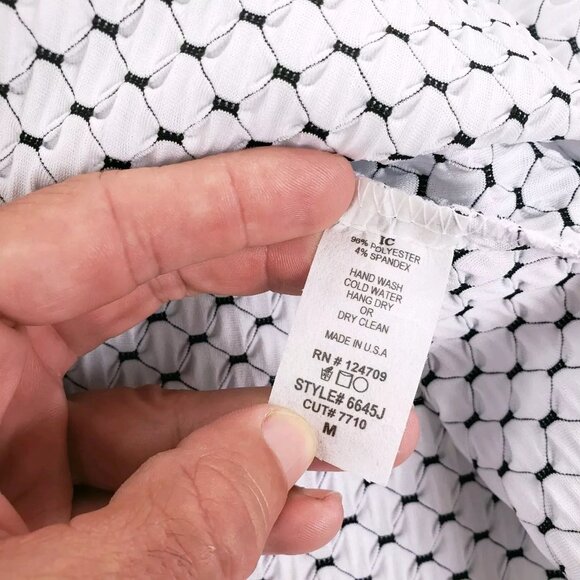 IC
96% POLYESTER
4% SPANDEX
HAND WASH
COLD WATER
HANG DRY
OR
DRY CLEAN
MADE IN U.S.A
RN # 124709
STYLE# 6645J
CUT# 7710
M